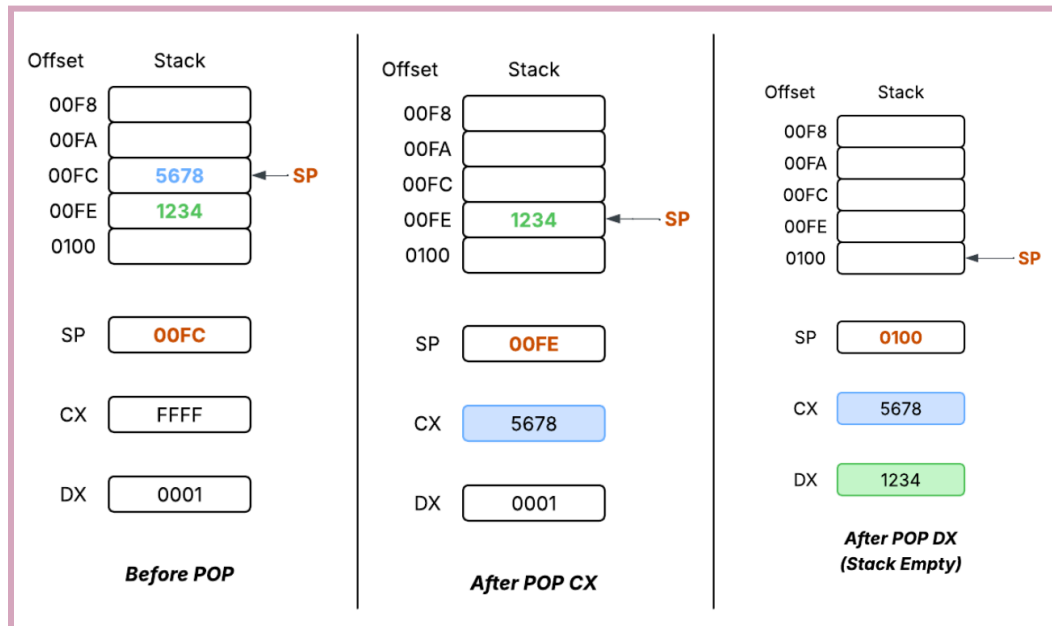 Offset Stack
00F8
00FA
00FC 5678 SP
00FE 1234
0100
SP 00FC
CX FFFF
DX 0001
Before POP
Offset Stack
00F8
00FA
00FC
00FE 1234 SP
0100
SP 00FE
CX 5678
DX 0001
After POP CX
Offset Stack
00F8
00FA
00FC
00FE
0100 SP
SP 0100
CX 5678
DX 1234
After POP DX
(Stack Empty)